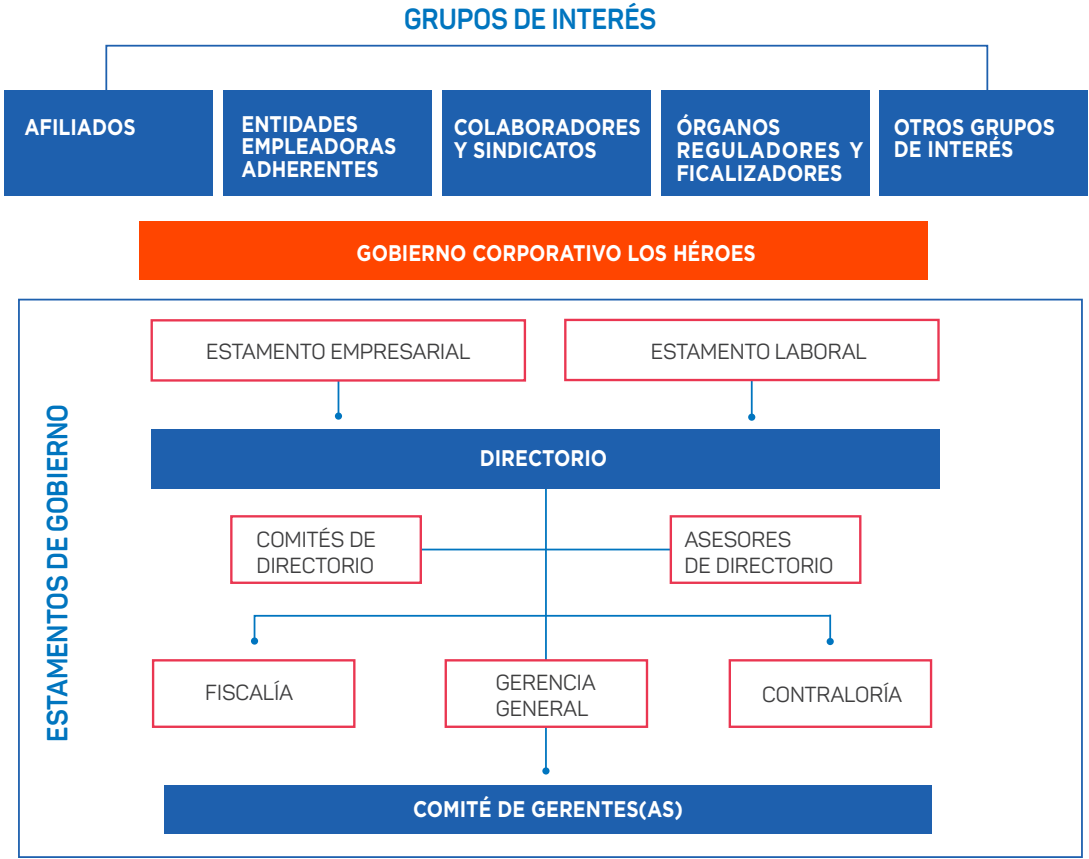 GRUPOS DE INTERÉS
AFILIADOS
ENTIDADES
EMPLEADORAS
ADHERENTES
COLABORADORES
Y SINDICATOS
ÓRGANOS
REGULADORES Y
FICALIZADORES
OTROS GRUPOS
DE INTERÉS
GOBIERNO CORPORATIVO LOS HÉROES
ESTAMENTOS DE GOBIERNO
ESTAMENTO EMPRESARIAL
ESTAMENTO LABORAL
DIRECTORIO
COMITÉS DE
DIRECTORIO
ASESORES
DE DIRECTORIO
FISCALÍA
GERENCIA
GENERAL
CONTRALORÍA
COMITÉ DE GERENTES(AS)